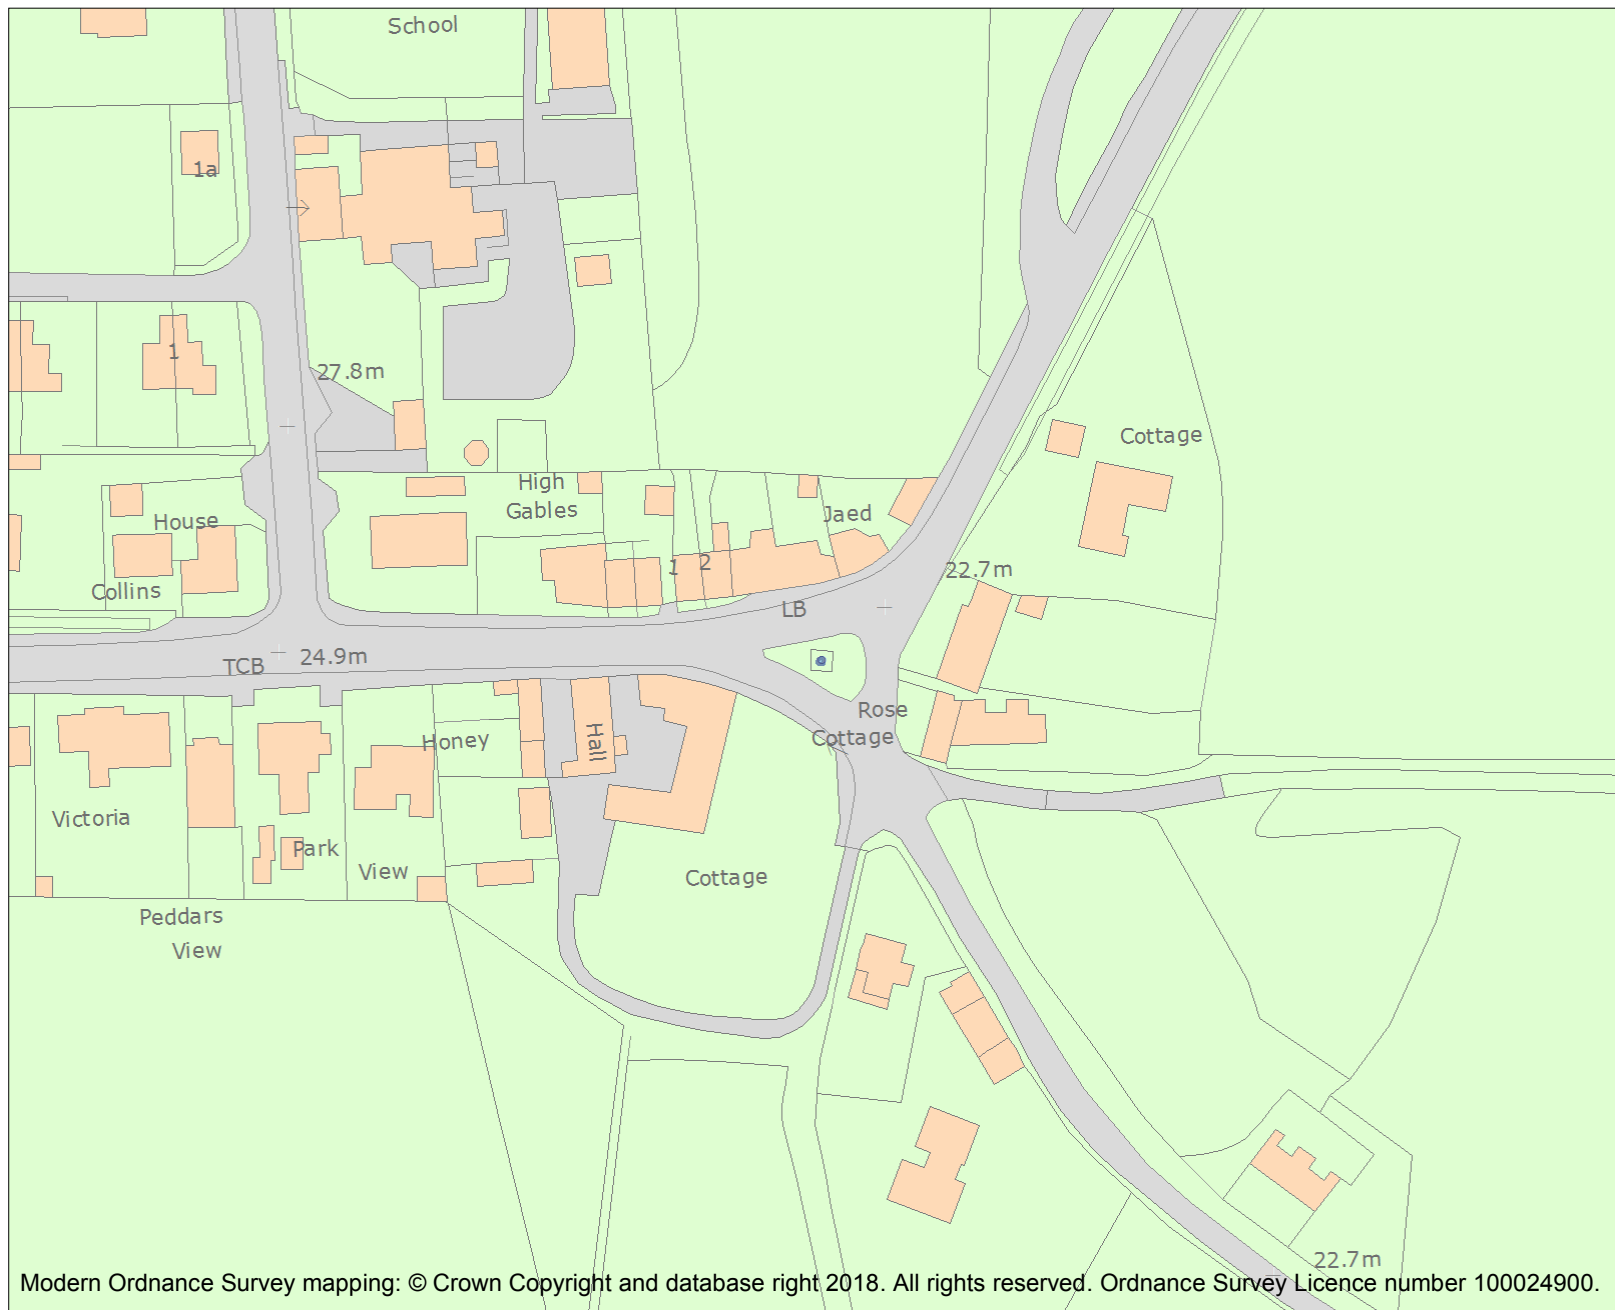 School
1a
1
27.8m
Cottage
High
Gables
House
Jaed
1
2
22.7m
Collins
LB
24.9m
TCB
Rose
Cottage
Honey
Hall
Victoria
Park
View
Cottage
Peddars
View
22.7m
Modern Ordnance Survey mapping: © Crown Copyright and database right 2018. All rights reserved. Ordnance Survey Licence number 100024900.